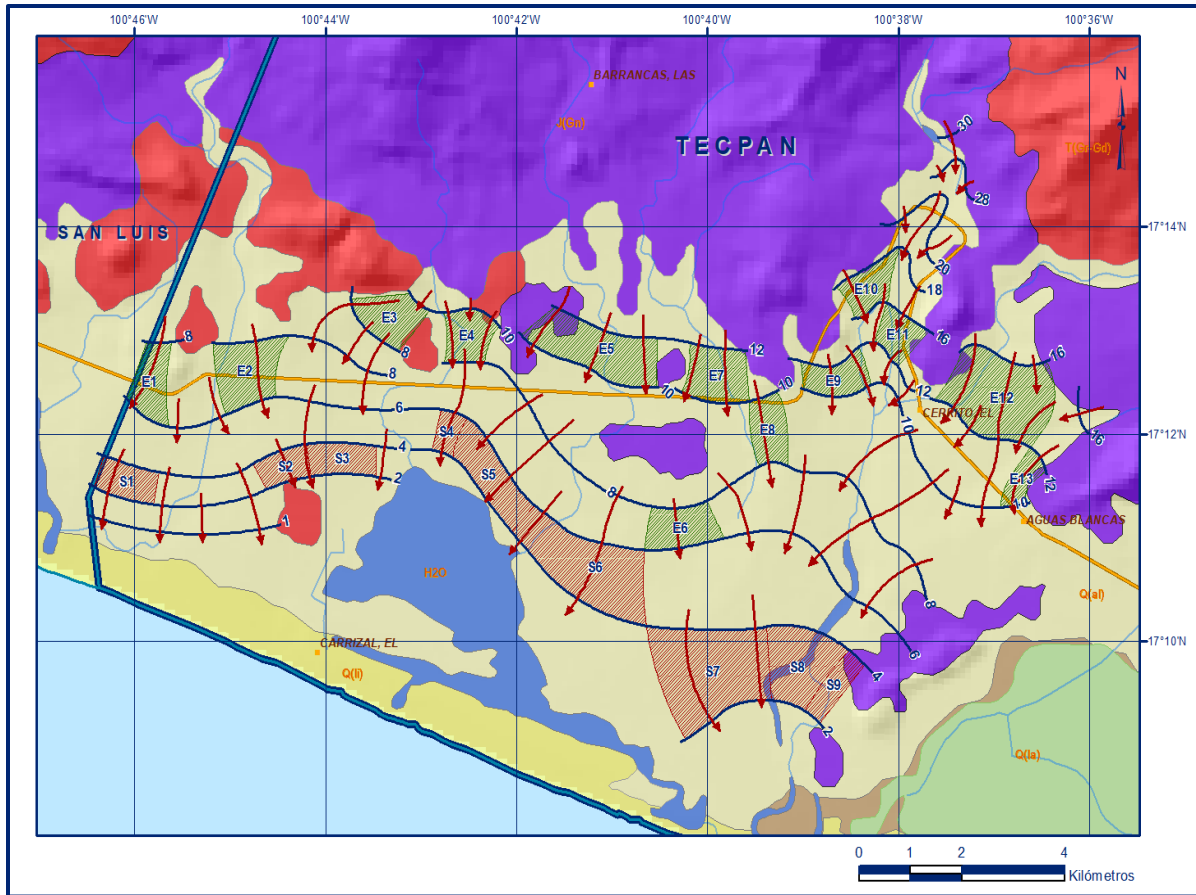 100°46'W 100°44'W 100°42'W 100°40'W 100°38'W 100°36'W
BARRANCAS, LAS
N
J(Gn)
30
TECPAN
T(Gr-Gd)
28
SAN LUIS
17°14'N
20
E10
18
E3
8
E4
10
E11
16
E5
12
16
8
E1
E2
8
10
E7
10
E9
12
E12
6
CERRITO, EL
10
16
S4
E8
17°12'N
4
S2
S3
S5
12
S1
2
8
E13
10
1
E6
AGUAS BLANCAS
S6
H2O
8
Q(al)
CARRIZAL, EL
6
17°10'N
Q(li)
S7
S8
4
S9
2
Q(la)
0 1 2 4
Kilómetros